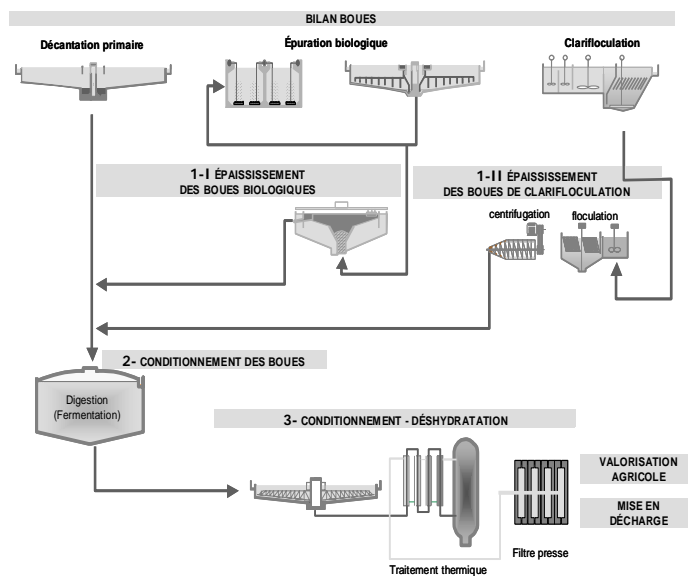 BILAN BOUES
Décantation primaire
Épuration biologique
Clarifloculation
1-I ÉPAISSISSEMENT
DES BOUES BIOLOGIQUES
1-II ÉPAISSISSEMENT
DES BOUES DE CLARIFLOCULATION
centrifugation
floculation
2- CONDITIONNEMENT DES BOUES
Digestion
(Fermentation)
3- CONDITIONNEMENT - DÉSHYDRATATION
VALORISATION
AGRICOLE
MISE EN
DÉCHARGE
Filtre presse
Traitement thermique